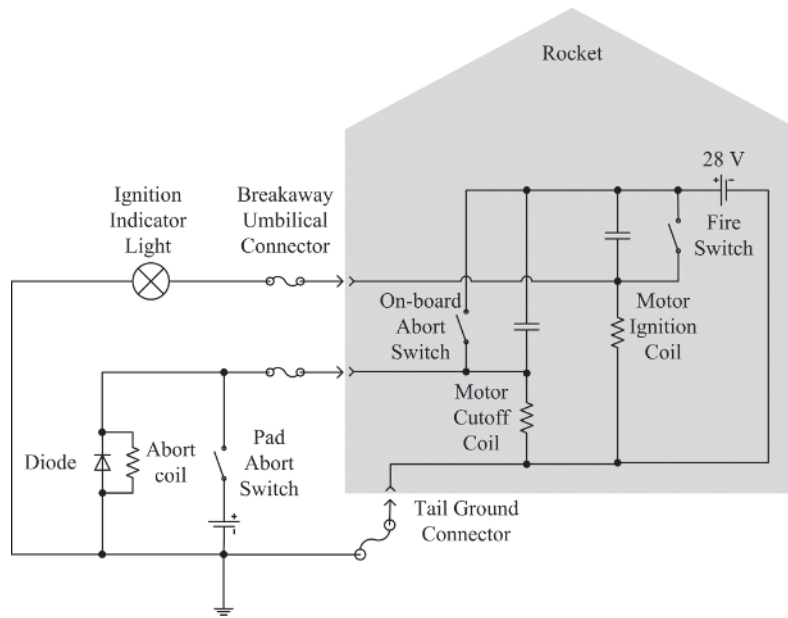 Rocket
28 V
+ -
Fire
Switch
Ignition
Indicator
Light
Breakaway
Umbilical
Connector
On-board
Abort
Switch
Motor
Ignition
Coil
Motor
Cutoff
Coil
Diode
Abort
coil
Pad
Abort
Switch
+
-
Tail Ground
Connector